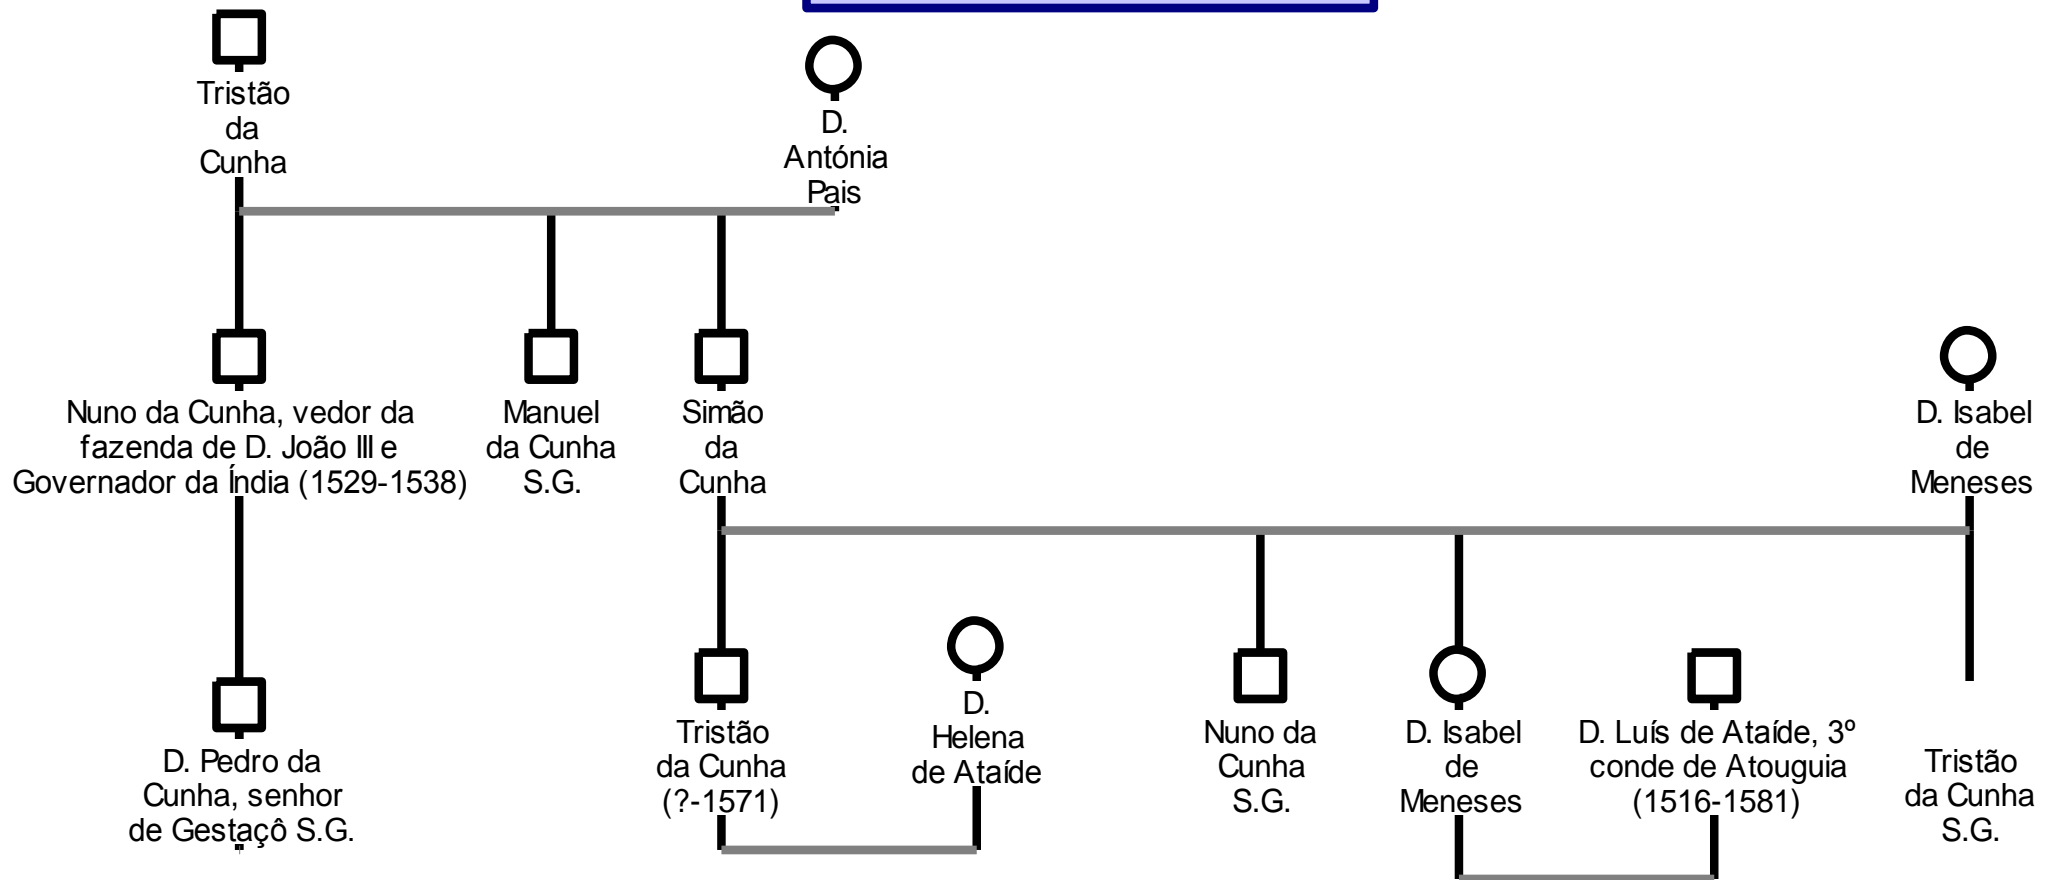 Tristão
da
Cunha
D.
Antónia
Pais
Nuno da Cunha, vedor da
fazenda de D. João III e
Governador da Índia (1529-1538)
Manuel
da Cunha
S.G.
Simão
da
Cunha
D. Isabel
de
Meneses
D. Pedro da
Cunha, senhor
de Gestaçô S.G.
Tristão
da Cunha
(?-1571)
D.
Helena
de Ataíde
Nuno da
Cunha
S.G.
D. Isabel
de
Meneses
D. Luís de Ataíde, 3º
conde de Atouguia
(1516-1581)
Tristão
da Cunha
S.G.